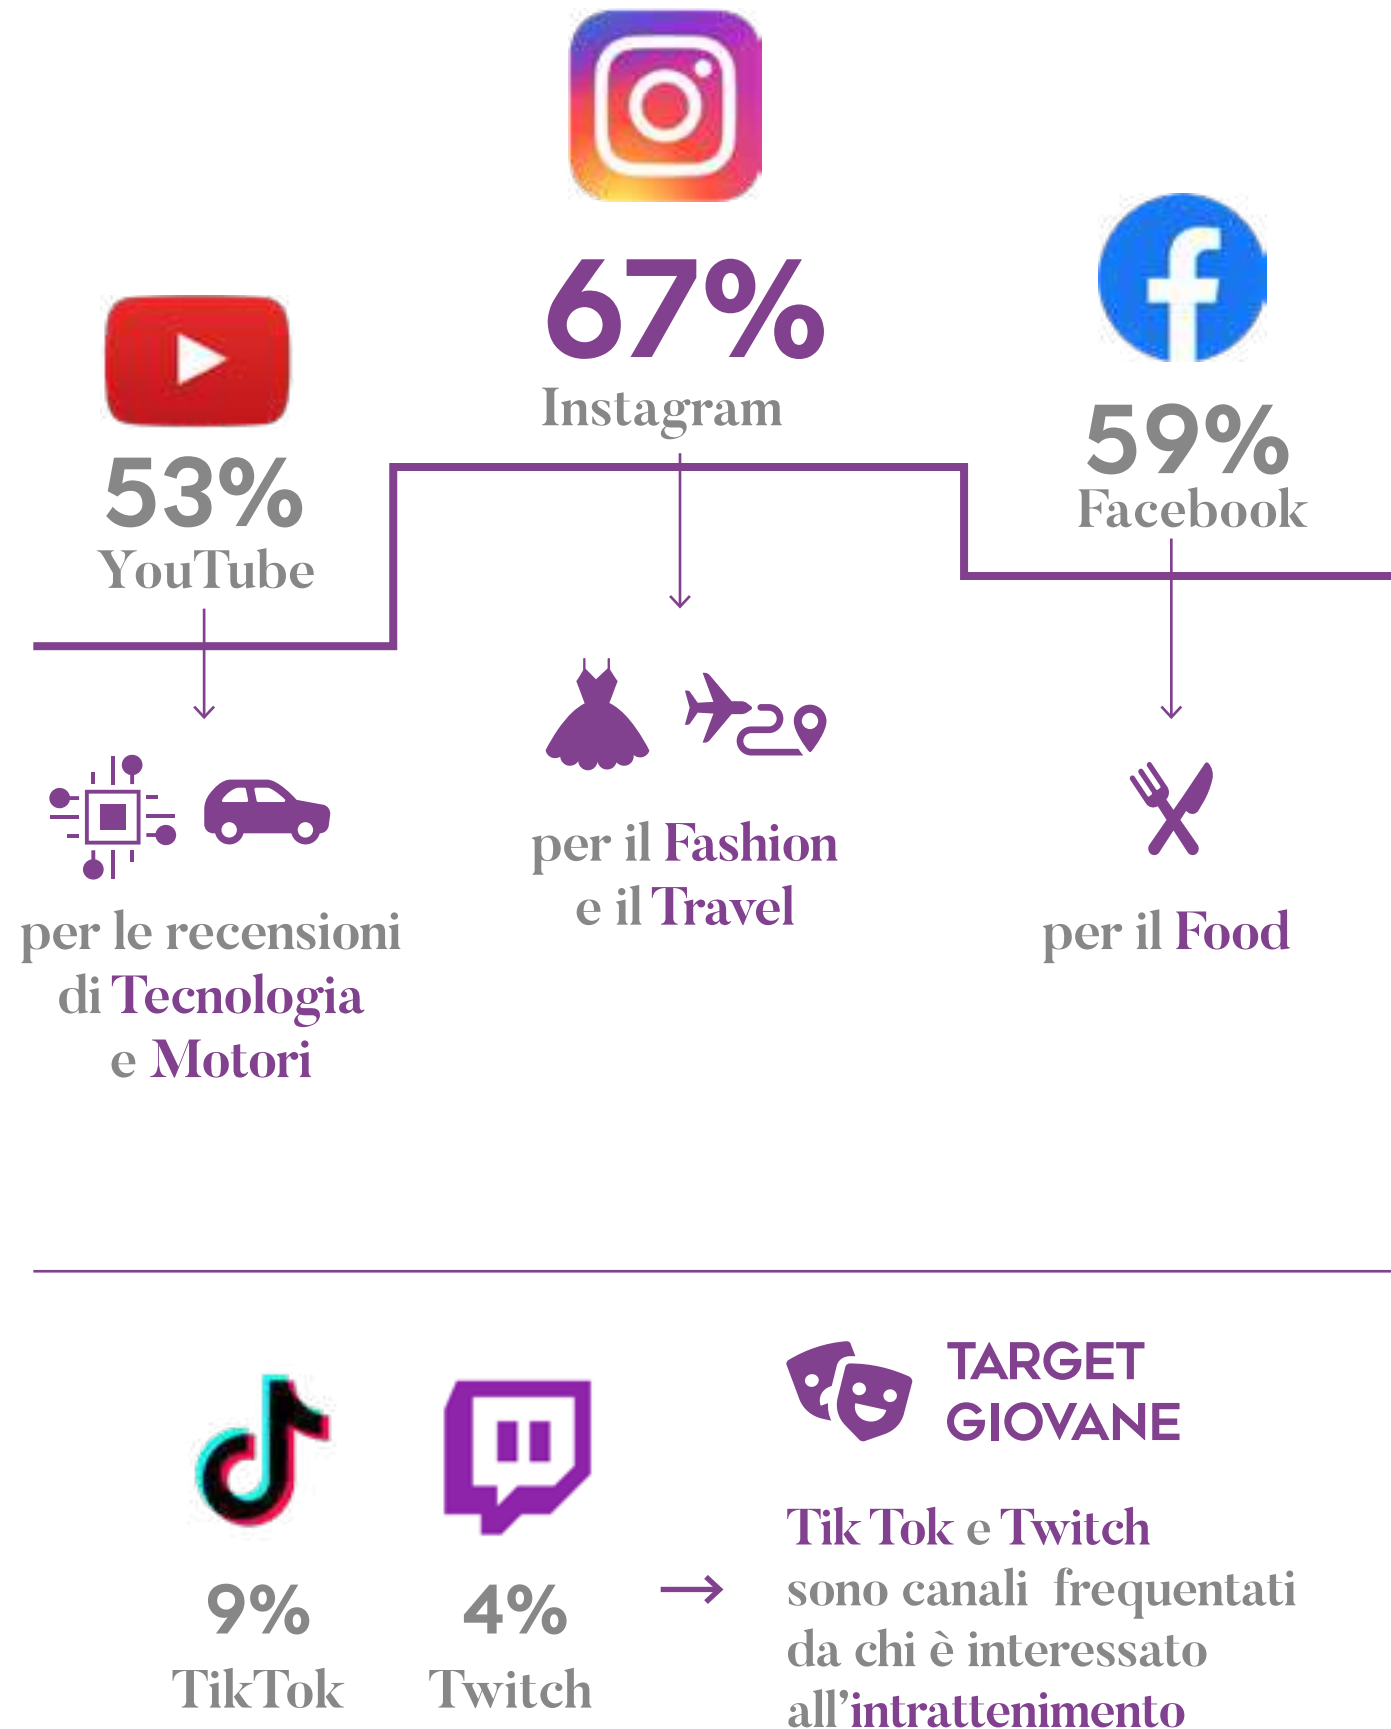 67%
Instagram
59%
Facebook
53%
YouTube
per il Fashion
e il Travel
per le recensioni
di Tecnologia
e Motori
per il Food
TARGET
GIOVANE
9%
TikTok
4%
Twitch
Tik Tok e Twitch
sono canali frequentati
da chi è interessato
all'intrattenimento